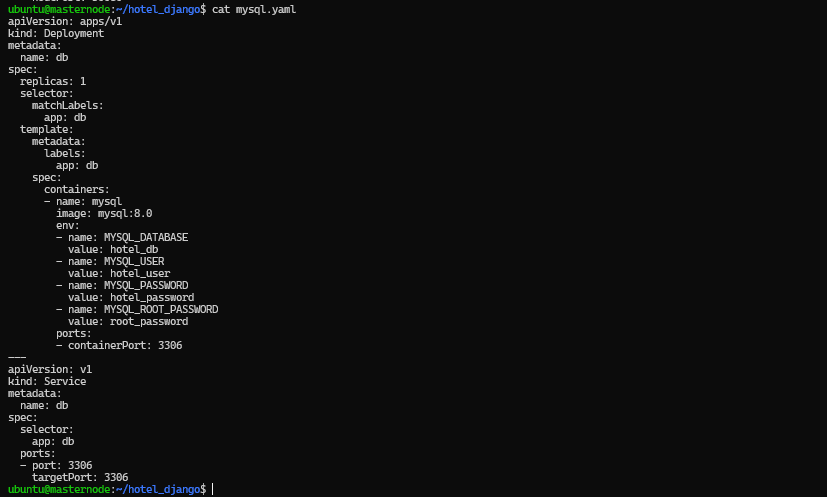 ubuntu@masternode:~/hotel_django$ cat mysql.yaml
apiVersion: apps/v1
kind: Deployment
metadata:
  name: db
spec:
  replicas: 1
  selector:
    matchLabels:
      app: db
  template:
    metadata:
      labels:
        app: db
    spec:
      containers:
      - name: mysql
        image: mysql:8.0
        env:
        - name: MYSQL_DATABASE
          value: hotel_db
        - name: MYSQL_USER
          value: hotel_user
        - name: MYSQL_PASSWORD
          value: hotel_password
        - name: MYSQL_ROOT_PASSWORD
          value: root_password
        ports:
        - containerPort: 3306
---
apiVersion: v1
kind: Service
metadata:
  name: db
spec:
  selector:
    app: db
  ports:
  - port: 3306
    targetPort: 3306
ubuntu@masternode:~/hotel_django$